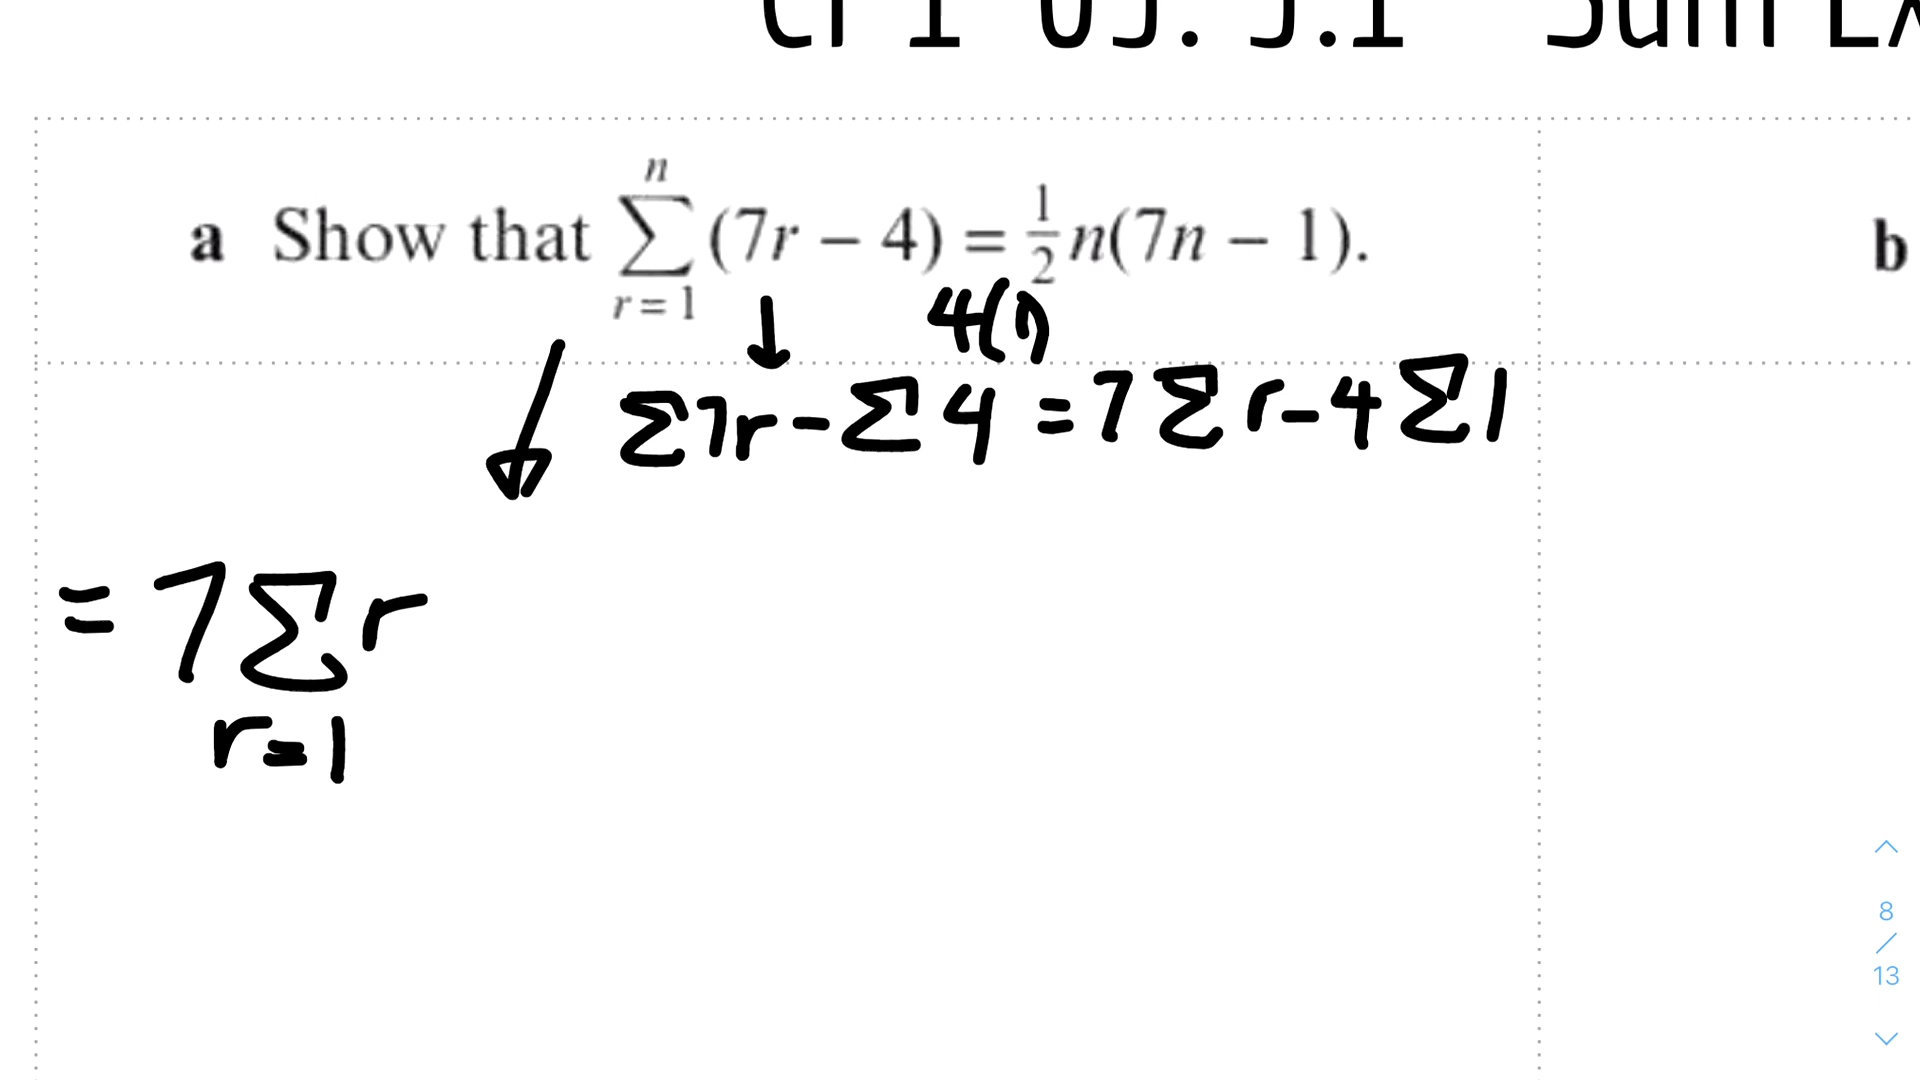 a Show that ∑(7r − 4) = ½n(7n − 1).
n
r = 1
b
4(1)
∑7r − ∑4 = 7∑r − 4∑1
= 7∑r
r=1
8
/
13